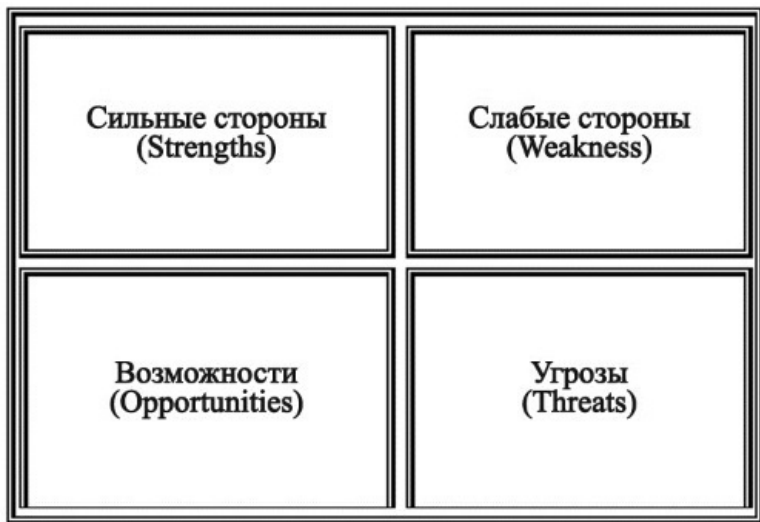 Сильные стороны
(Strengths)
Слабые стороны
(Weakness)
Возможности
(Opportunities)
Угрозы
(Threats)